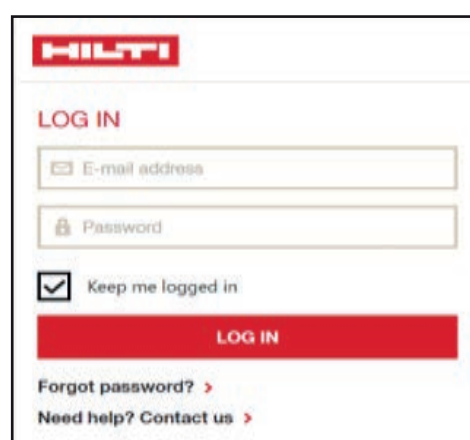 HILTI
LOG IN
E-mail address
Password
Keep me logged in
LOG IN
Forgot password? >
Need help? Contact us >